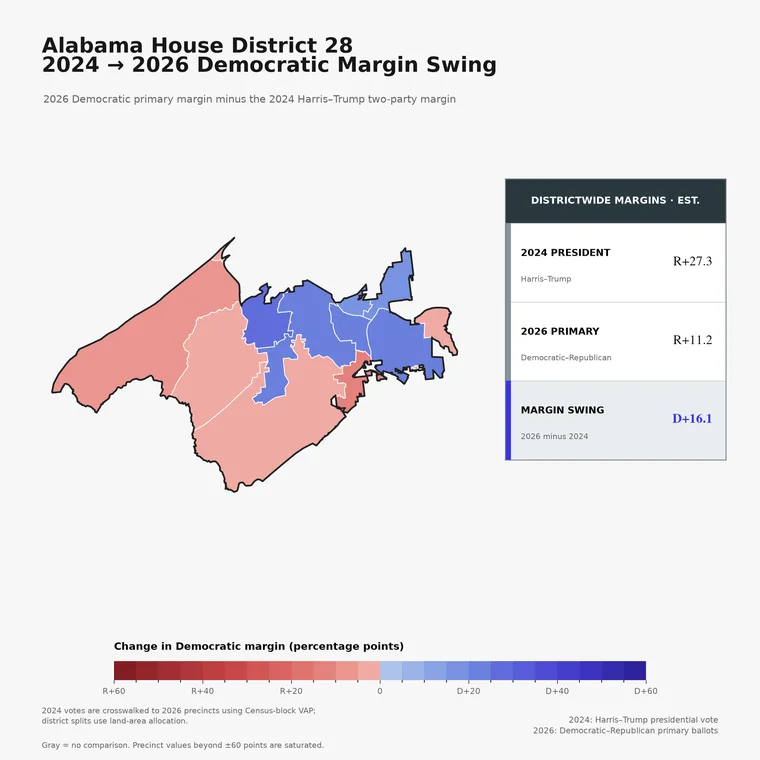 Alabama House District 28
2024 → 2026 Democratic Margin Swing
2026 Democratic primary margin minus the 2024 Harris–Trump two-party margin
DISTRICTWIDE MARGINS · EST.
2024 PRESIDENT
R+27.3
Harris–Trump
2026 PRIMARY
R+11.2
Democratic–Republican
MARGIN SWING
D+16.1
2026 minus 2024
Change in Democratic margin (percentage points)
R+60 R+40 R+20 0 D+20 D+40 D+60
2024 votes are crosswalked to 2026 precincts using Census-block VAP;
district splits use land-area allocation.
Gray = no comparison. Precinct values beyond ±60 points are saturated.
2024: Harris–Trump presidential vote
2026: Democratic–Republican primary ballots